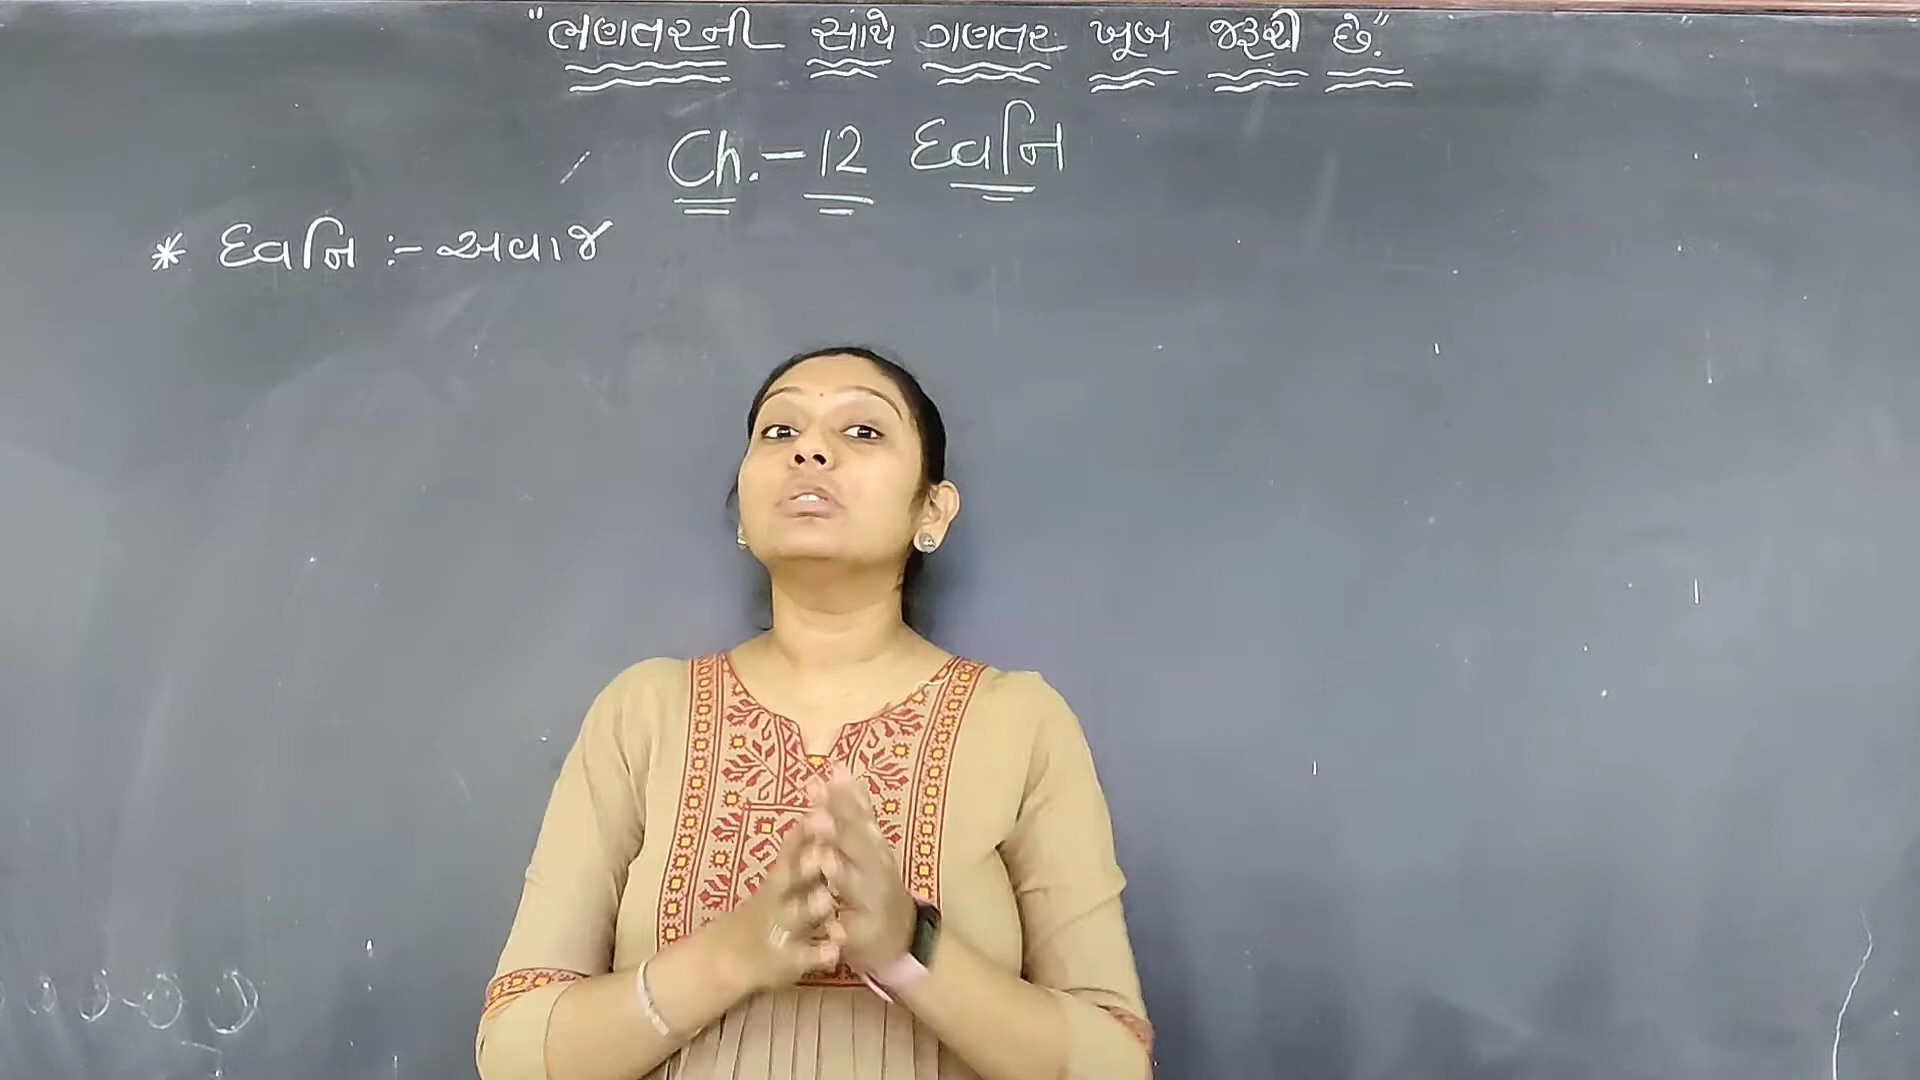 "ભણતરની સાથે ગણતર ખૂબ જરૂરી છે."
Ch.-12 ધ્વનિ
* ધ્વનિ :- અવાજ